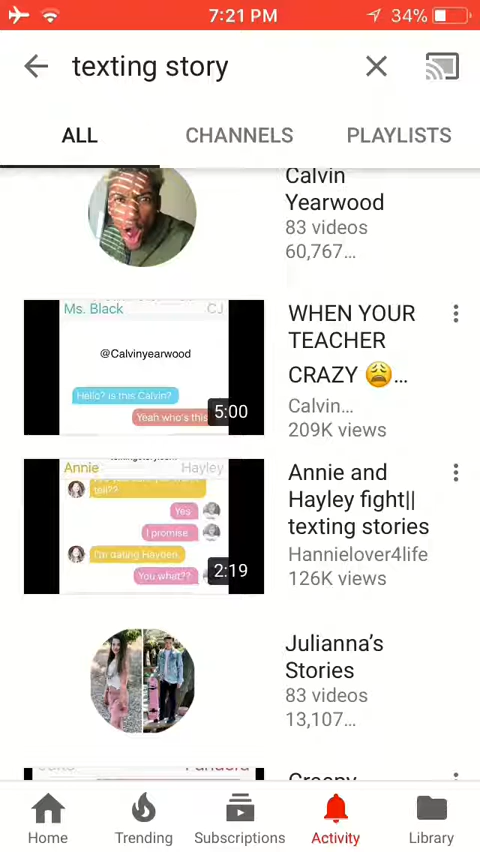 7:21 PM
34%
texting story
ALL
CHANNELS
PLAYLISTS
Calvin
Yearwood
83 videos
60,767...
Ms. Black
CJ
@Calvinyearwood
Hello? Is this Calvin?
Yeah who's this
5:00
WHEN YOUR
TEACHER
CRAZY 😩...
Calvin...
209K views
Annie
Hayley
tell??
Yes
I promise
I'm dating Hayden
You what??
2:19
Annie and
Hayley fight||
texting stories
Hannielover4life
126K views
Julianna's
Stories
83 videos
13,107...
Creepy
Home
Trending
Subscriptions
Activity
Library